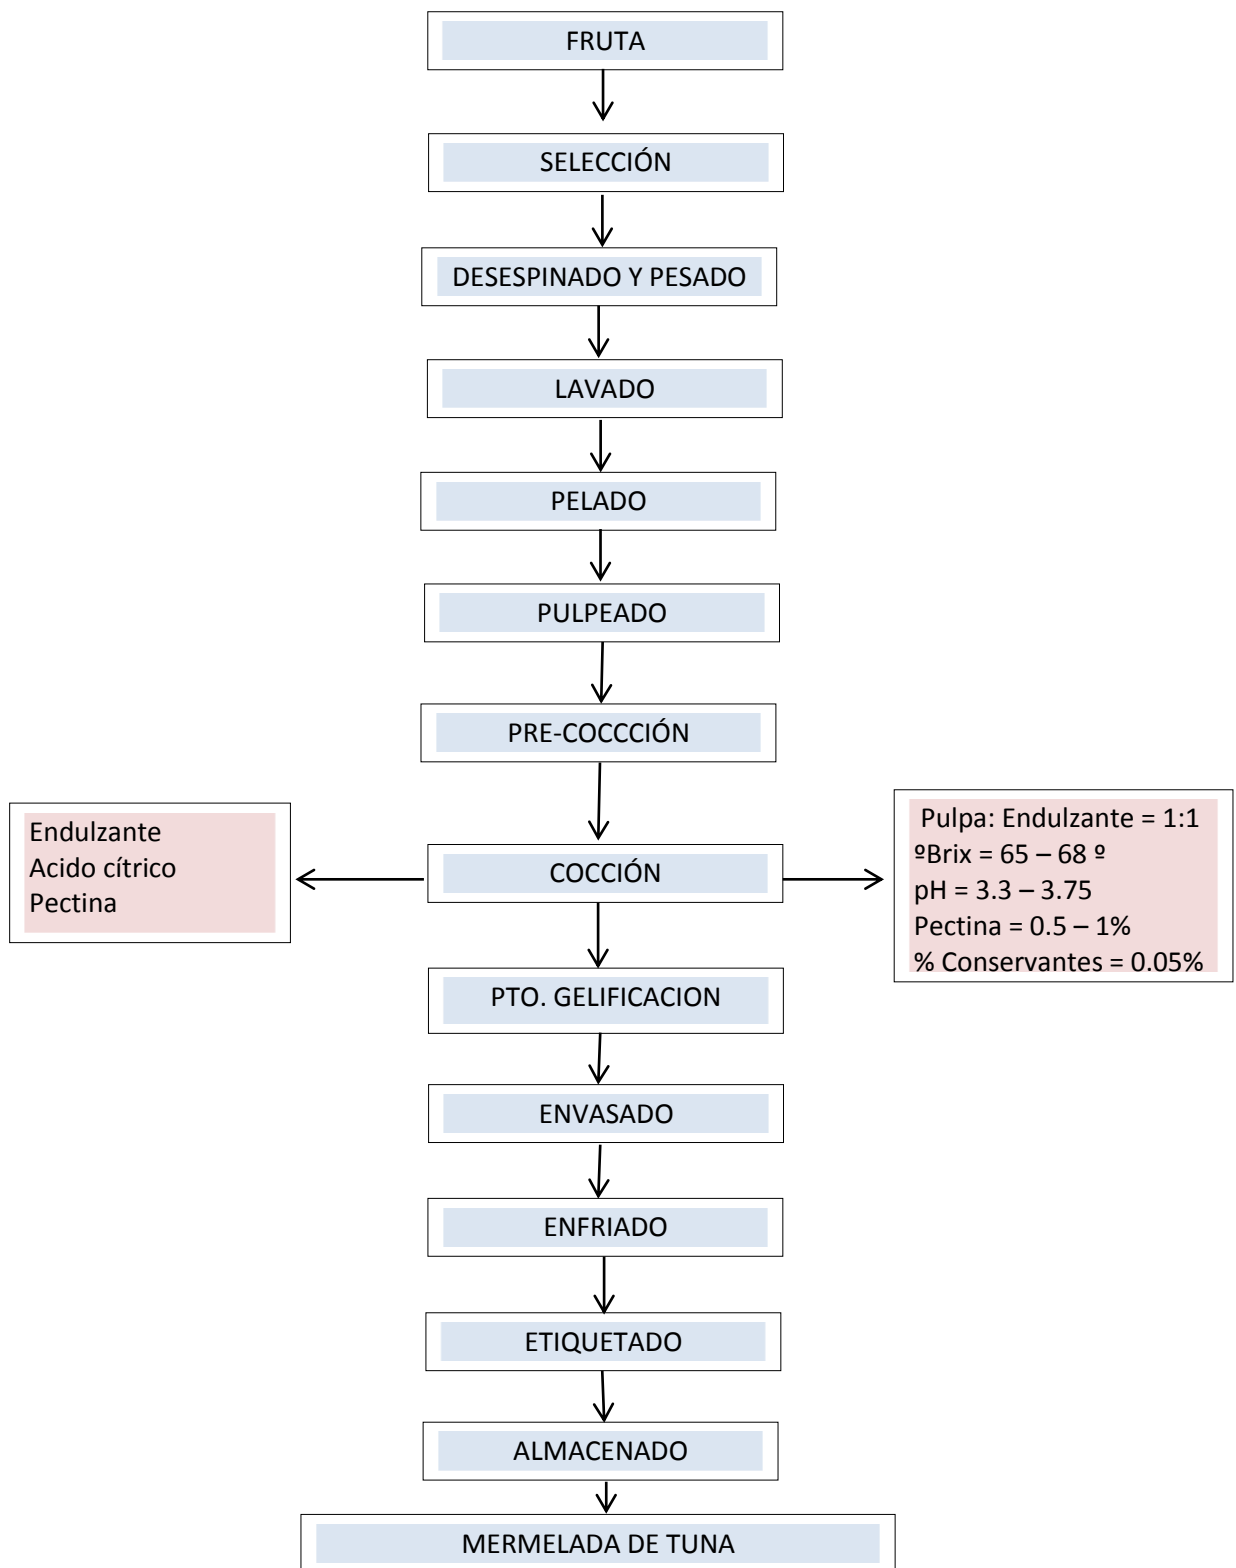 FRUTA
SELECCIÓN
DESESPINADO Y PESADO
LAVADO
PELADO
PULPEADO
PRE-COCCCIÓN
Endulzante
Acido cítrico
Pectina
COCCIÓN
Pulpa: Endulzante = 1:1
ºBrix = 65 – 68 º
pH = 3.3 – 3.75
Pectina = 0.5 – 1%
% Conservantes = 0.05%
PTO. GELIFICACION
ENVASADO
ENFRIADO
ETIQUETADO
ALMACENADO
MERMELADA DE TUNA